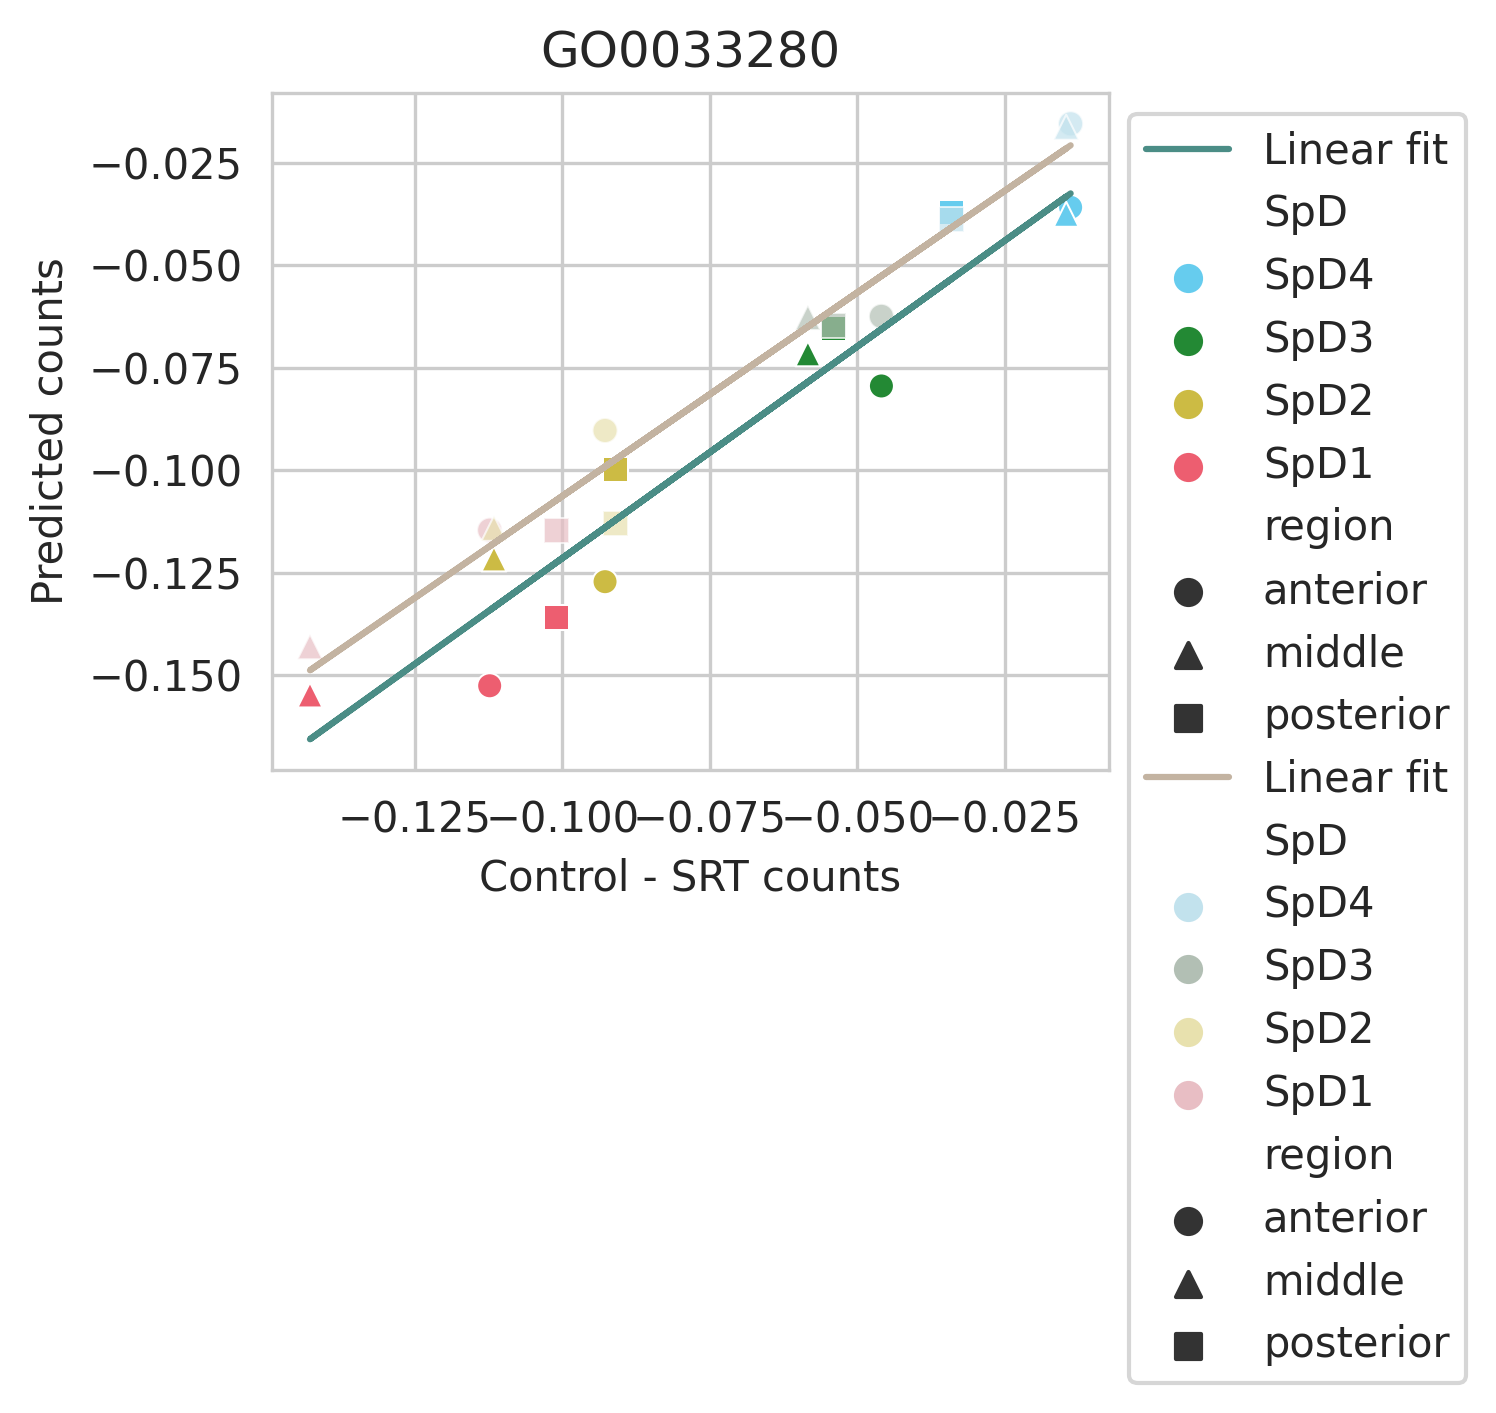 GO0033280
−0.025
−0.050
−0.075
−0.100
−0.125
−0.150
Predicted counts
−0.125 −0.100 −0.075 −0.050 −0.025
Control - SRT counts
Linear fit
SpD
SpD4
SpD3
SpD2
SpD1
region
anterior
middle
posterior
Linear fit
SpD
SpD4
SpD3
SpD2
SpD1
region
anterior
middle
posterior